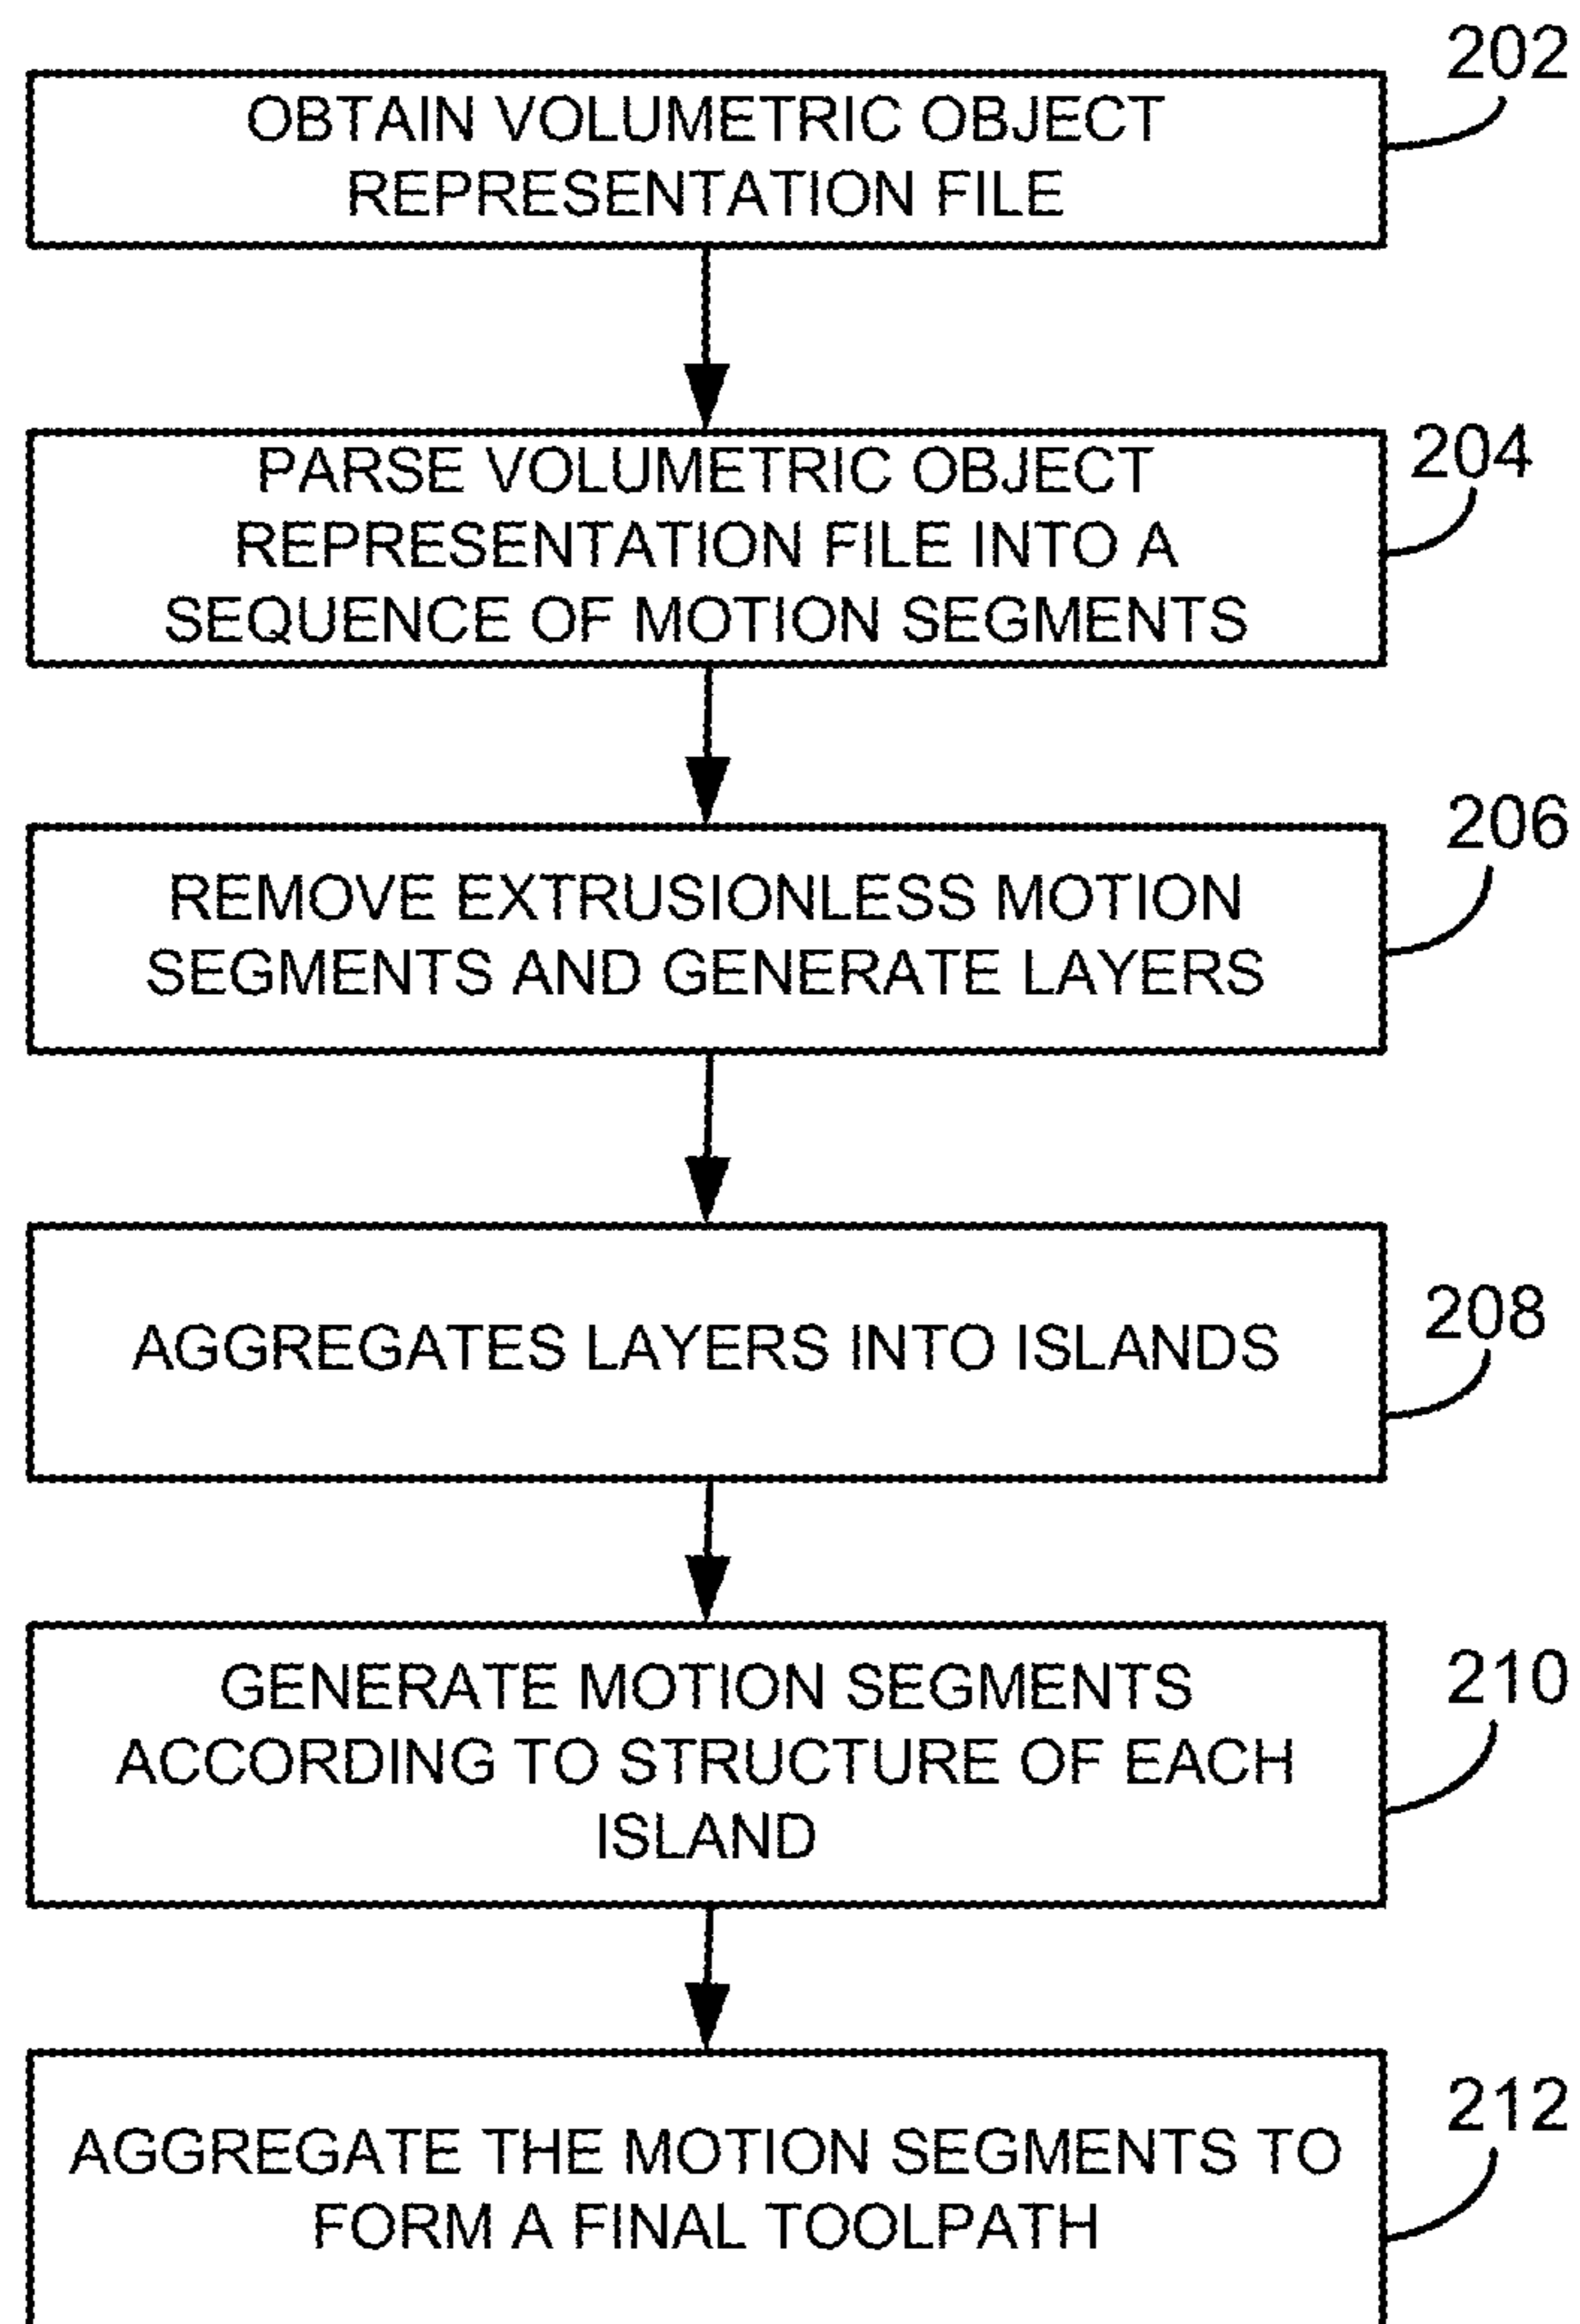 202
OBTAIN VOLUMETRIC OBJECT
REPRESENTATION FILE
204
PARSE VOLUMETRIC OBJECT
REPRESENTATION FILE INTO A
SEQUENCE OF MOTION SEGMENTS
206
REMOVE EXTRUSIONLESS MOTION
SEGMENTS AND GENERATE LAYERS
208
AGGREGATES LAYERS INTO ISLANDS
210
GENERATE MOTION SEGMENTS
ACCORDING TO STRUCTURE OF EACH
ISLAND
212
AGGREGATE THE MOTION SEGMENTS TO
FORM A FINAL TOOLPATH